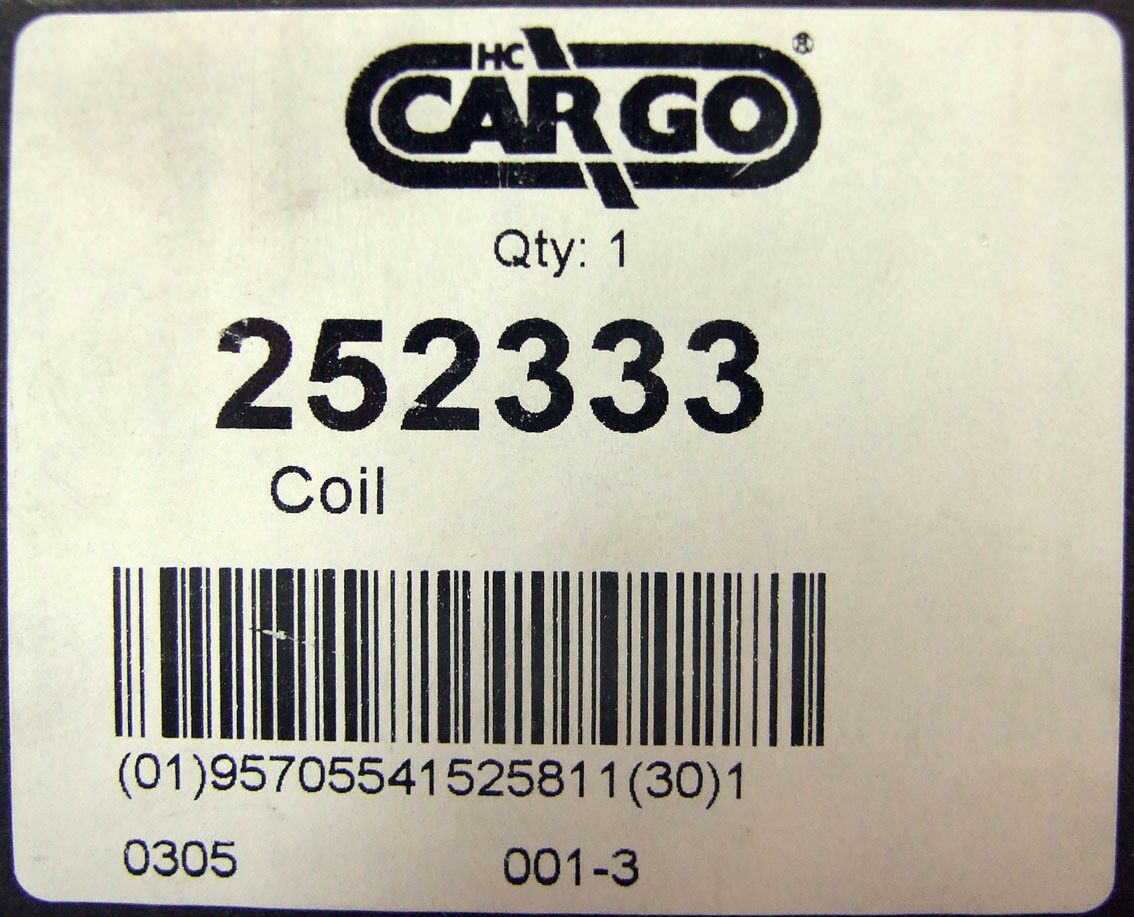 HC
CARGO®
Qty: 1
252333
Coil
(01)95705541525811(30)1
0305 001-3